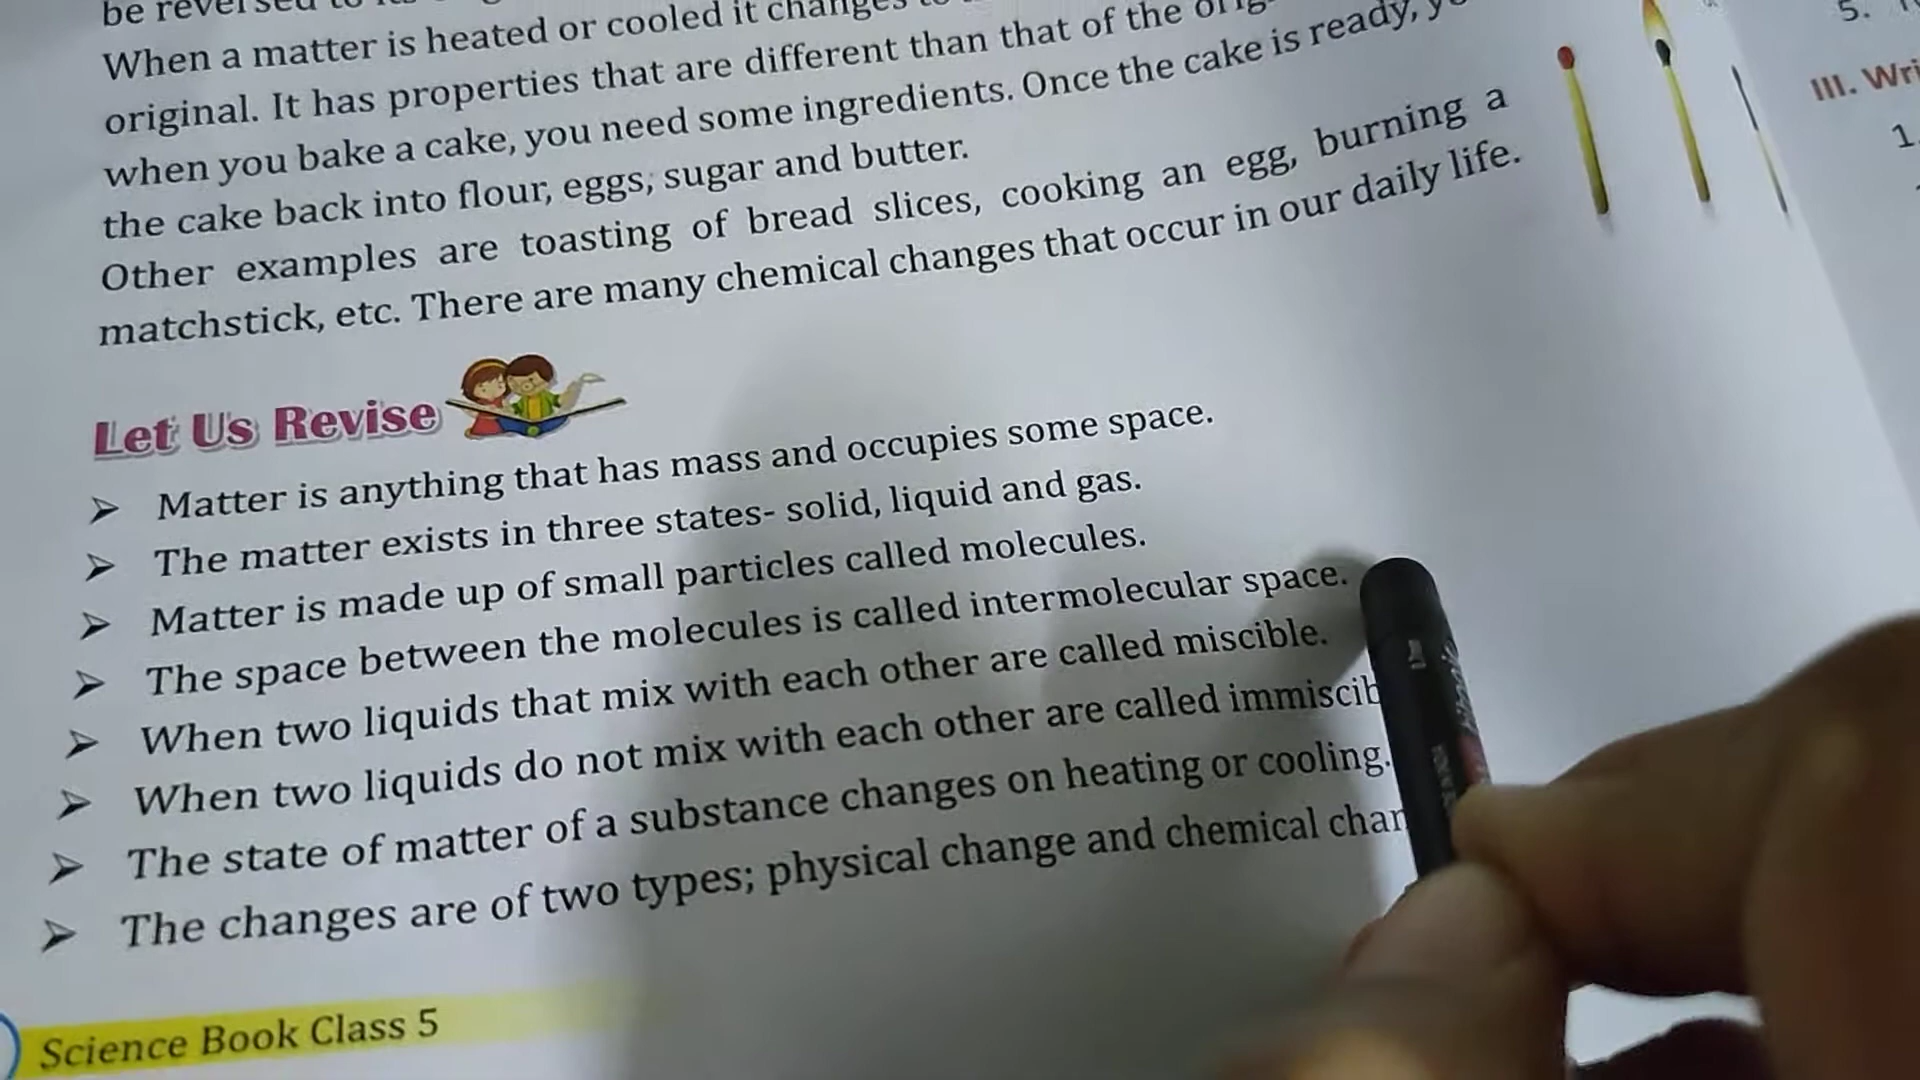 be reversed to its
When a matter is heated or cooled it changes
original. It has properties that are different than that of the orig
when you bake a cake, you need some ingredients. Once the cake is ready,
the cake back into flour, eggs, sugar and butter.
Other examples are toasting of bread slices, cooking an egg, burning a
matchstick, etc. There are many chemical changes that occur in our daily life.
Let Us Revise
➢ Matter is anything that has mass and occupies some space.
➢ The matter exists in three states- solid, liquid and gas.
➢ Matter is made up of small particles called molecules.
➢ The space between the molecules is called intermolecular space.
➢ When two liquids that mix with each other are called miscible.
➢ When two liquids do not mix with each other are called immiscib
➢ The state of matter of a substance changes on heating or cooling.
➢ The changes are of two types; physical change and chemical chan
Science Book Class 5
5.
III. Wri
1.